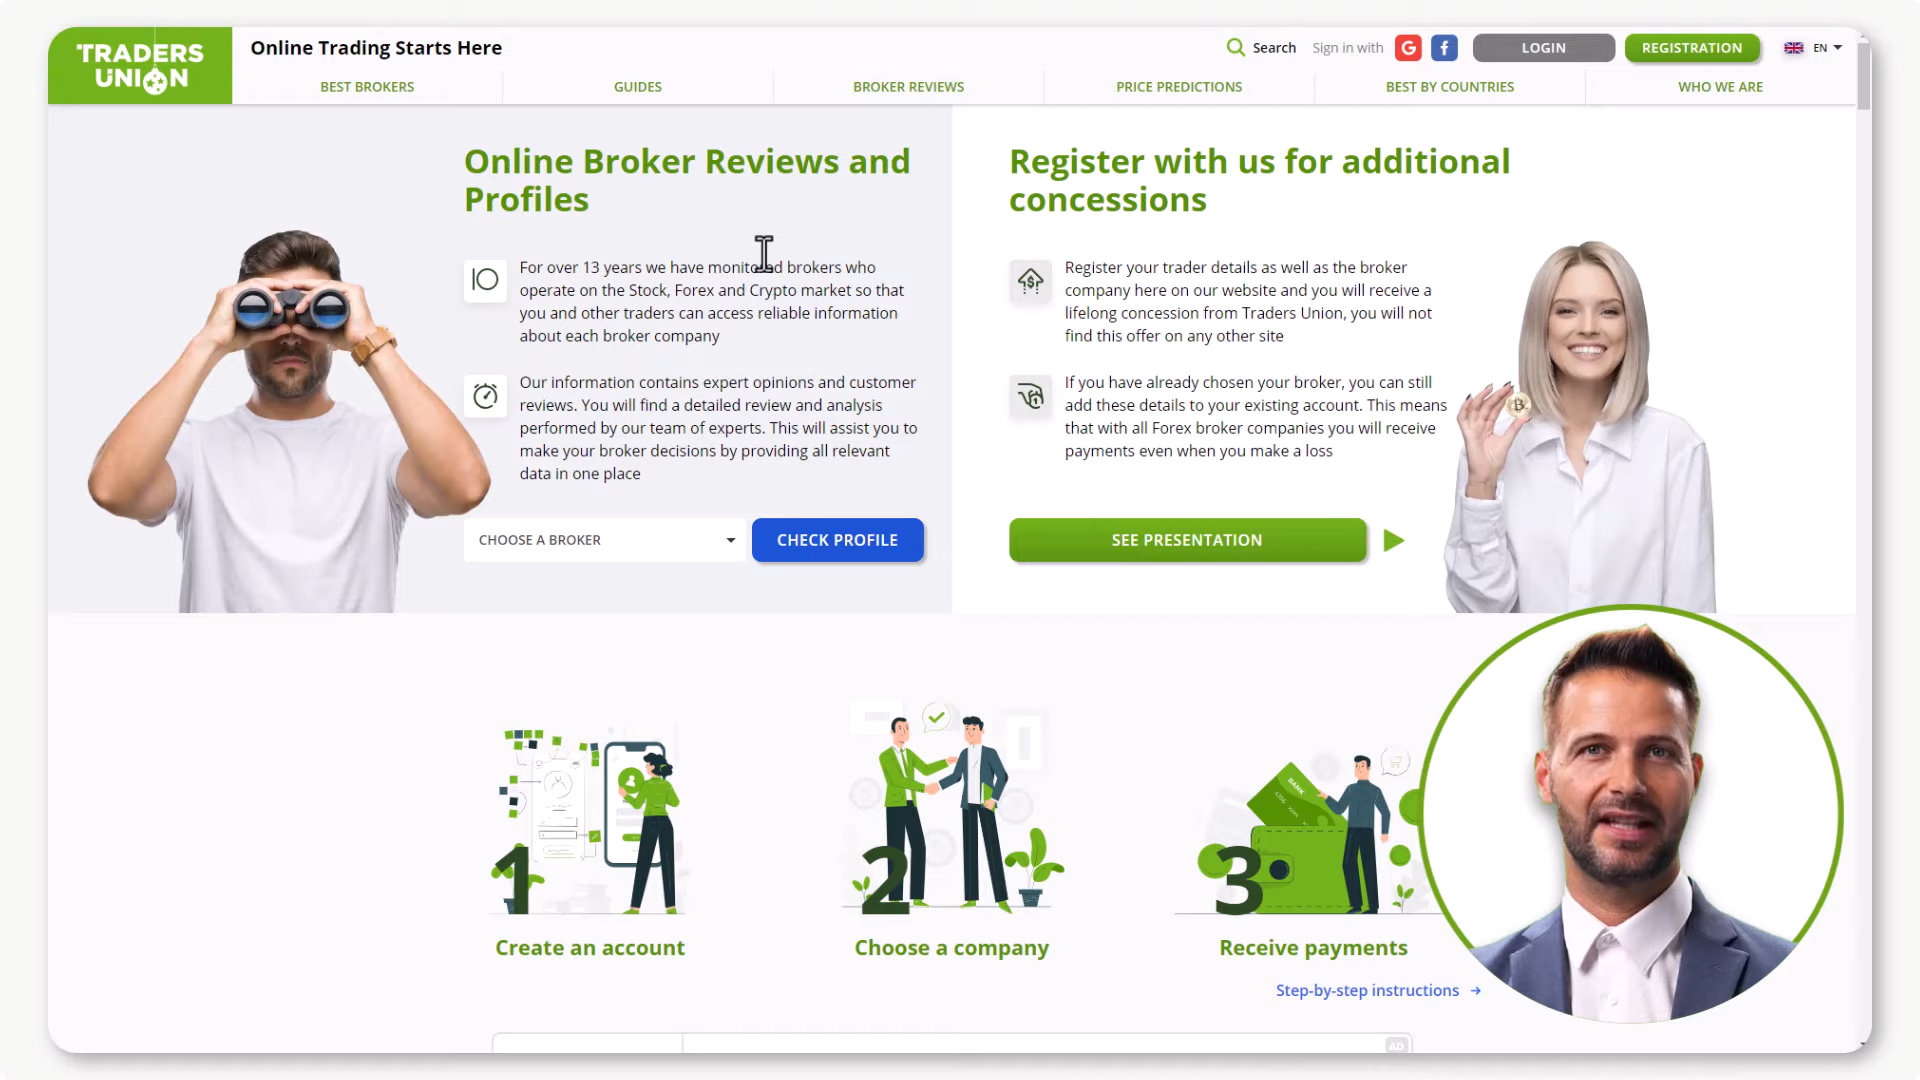 TRADERS
UNION
Online Trading Starts Here
Search
Sign in with
G
f
LOGIN
REGISTRATION
EN
BEST BROKERS
GUIDES
BROKER REVIEWS
PRICE PREDICTIONS
BEST BY COUNTRIES
WHO WE ARE
Online Broker Reviews and
Profiles
For over 13 years we have monitored brokers who
operate on the Stock, Forex and Crypto market so that
you and other traders can access reliable information
about each broker company
Our information contains expert opinions and customer
reviews. You will find a detailed review and analysis
performed by our team of experts. This will assist you to
make your broker decisions by providing all relevant
data in one place
CHOOSE A BROKER
CHECK PROFILE
Register with us for additional
concessions
Register your trader details as well as the broker
company here on our website and you will receive a
lifelong concession from Traders Union, you will not
find this offer on any other site
If you have already chosen your broker, you can still
add these details to your existing account. This means
that with all Forex broker companies you will receive
payments even when you make a loss
SEE PRESENTATION
1
Create an account
2
Choose a company
BANK
3
Receive payments
Step-by-step instructions
AD